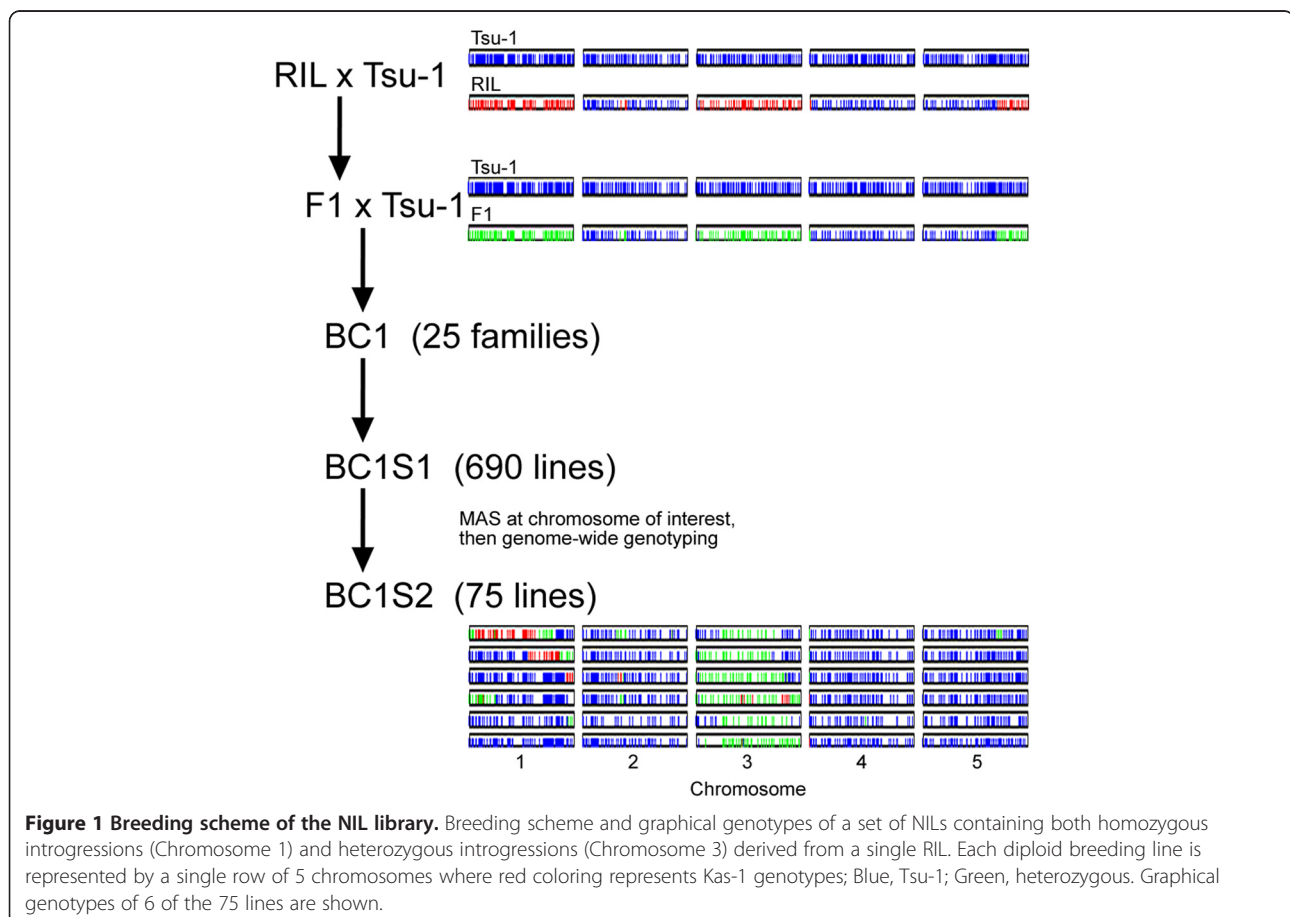 Tsu-1
RIL x Tsu-1
RIL
Tsu-1
F1 x Tsu-1
F1
BC1 (25 families)
BC1S1 (690 lines)
MAS at chromosome of interest,
then genome-wide genotyping
BC1S2 (75 lines)
1 2 3 4 5
Chromosome
Figure 1 Breeding scheme of the NIL library. Breeding scheme and graphical genotypes of a set of NILs containing both homozygous
introgressions (Chromosome 1) and heterozygous introgressions (Chromosome 3) derived from a single RIL. Each diploid breeding line is
represented by a single row of 5 chromosomes where red coloring represents Kas-1 genotypes; Blue, Tsu-1; Green, heterozygous. Graphical
genotypes of 6 of the 75 lines are shown.